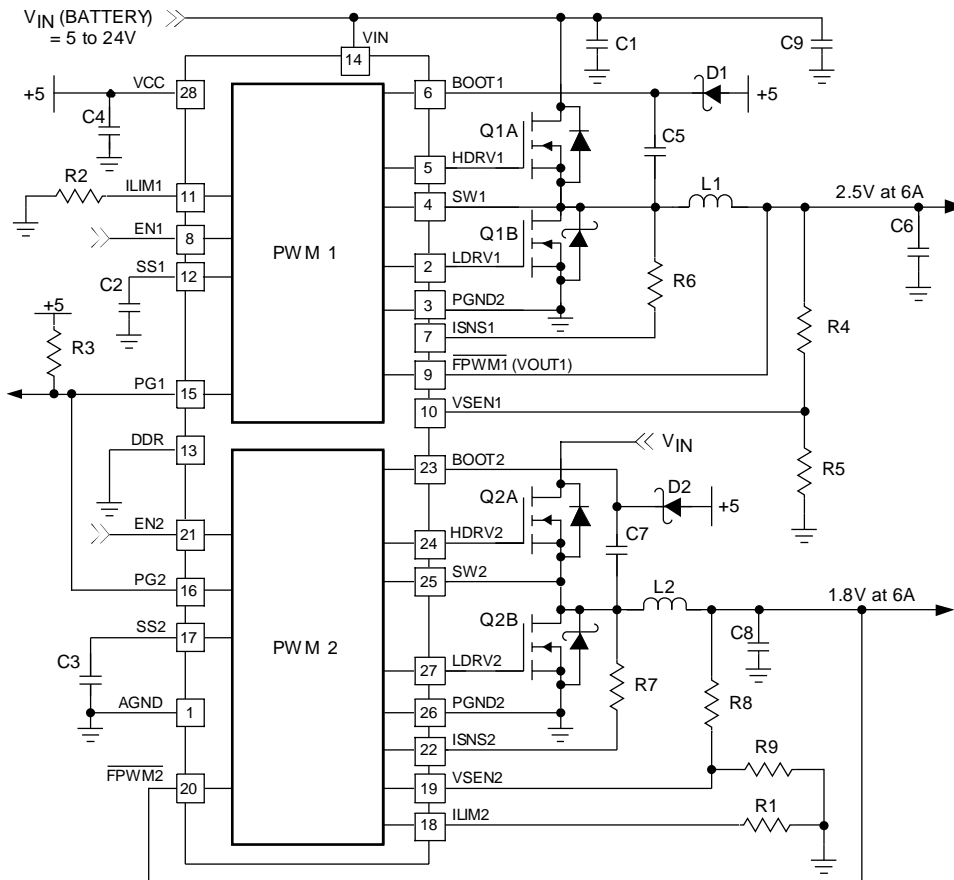 VIN (BATTERY)
= 5 to 24V
VIN
14
C1
C9
+5
VCC
28
C4
6
BOOT1
D1
+5
C5
Q1A
5
HDRV1
R2
ILIM1
11
4
SW1
L1
2.5V at 6A
C6
EN1
8
PWM 1
Q1B
2
LDRV1
SS1
12
C2
3
PGND2
R6
7
ISNS1
+5
R3
R4
9
FPWM1 (VOUT1)
PG1
15
10
VSEN1
DDR
13
VIN
23
BOOT2
R5
Q2A
D2
+5
C7
EN2
21
24
HDRV2
25
SW2
L2
1.8V at 6A
PG2
16
SS2
17
PWM 2
Q2B
C8
C3
27
LDRV2
R7
R8
AGND
1
26
PGND2
22
ISNS2
R9
FPWM2
20
19
VSEN2
R1
18
ILIM2